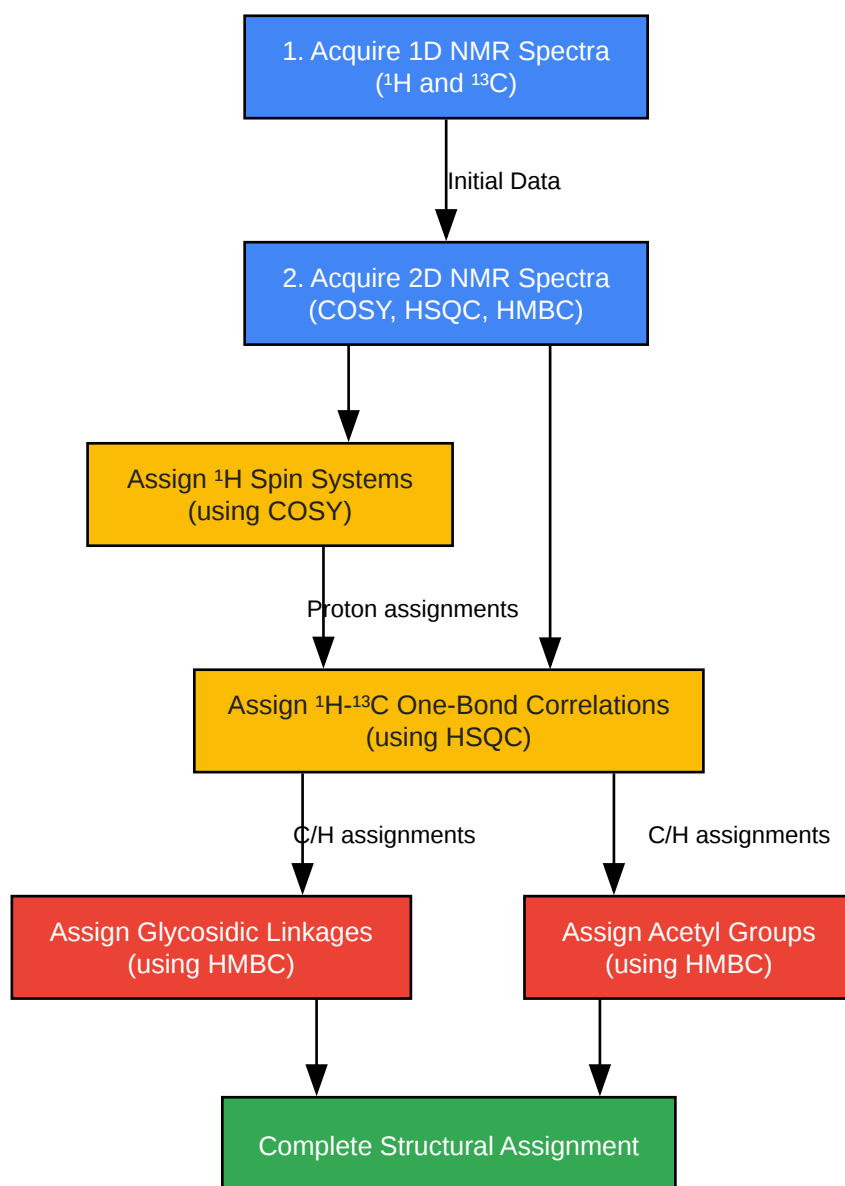 1. Acquire 1D NMR Spectra
(¹H and ¹³C)
Initial Data
2. Acquire 2D NMR Spectra
(COSY, HSQC, HMBC)
Assign ¹H Spin Systems
(using COSY)
Proton assignments
Assign ¹H-¹³C One-Bond Correlations
(using HSQC)
C/H assignments
C/H assignments
Assign Glycosidic Linkages
(using HMBC)
Assign Acetyl Groups
(using HMBC)
Complete Structural Assignment